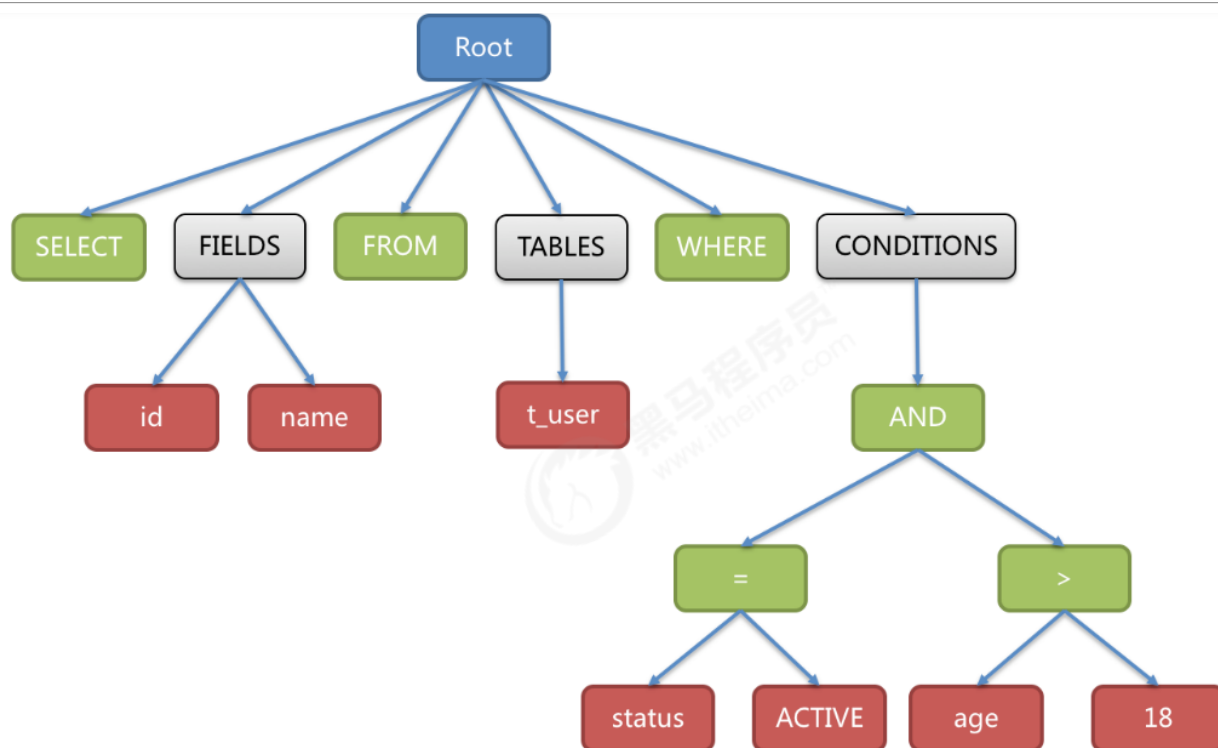 Root
SELECT
FIELDS
FROM
TABLES
WHERE
CONDITIONS
id
name
t_user
AND
黑马程序员
www.itheima.com
=
>
status
ACTIVE
age
18